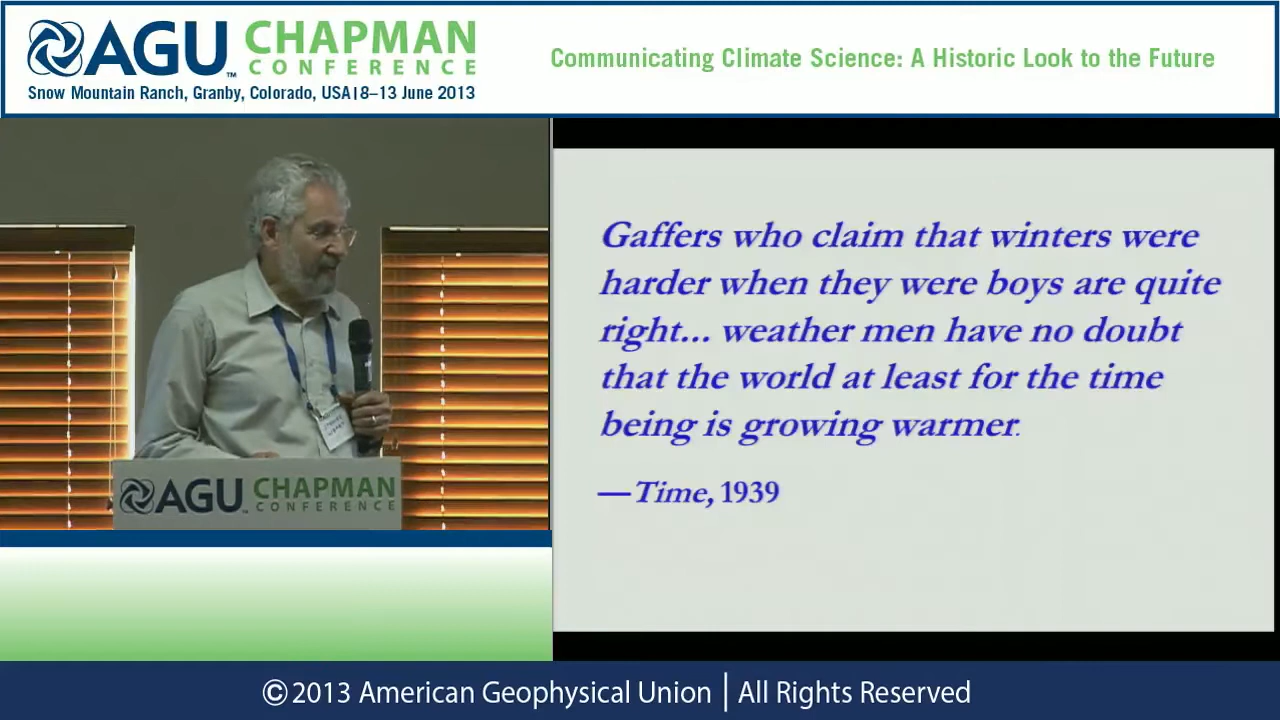 AGU CHAPMAN
CONFERENCE
Snow Mountain Ranch, Granby, Colorado, USA|8–13 June 2013
Communicating Climate Science: A Historic Look to the Future
Gaffers who claim that winters were
harder when they were boys are quite
right... weather men have no doubt
that the world at least for the time
being is growing warmer.
—Time, 1939
AGU CHAPMAN
CONFERENCE
©2013 American Geophysical Union | All Rights Reserved